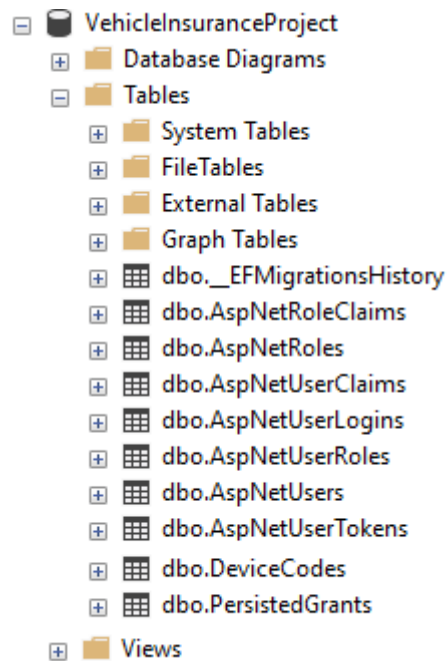 VehicleInsuranceProject
Database Diagrams
Tables
System Tables
FileTables
External Tables
Graph Tables
dbo.__EFMigrationsHistory
dbo.AspNetRoleClaims
dbo.AspNetRoles
dbo.AspNetUserClaims
dbo.AspNetUserLogins
dbo.AspNetUserRoles
dbo.AspNetUsers
dbo.AspNetUserTokens
dbo.DeviceCodes
dbo.PersistedGrants
Views